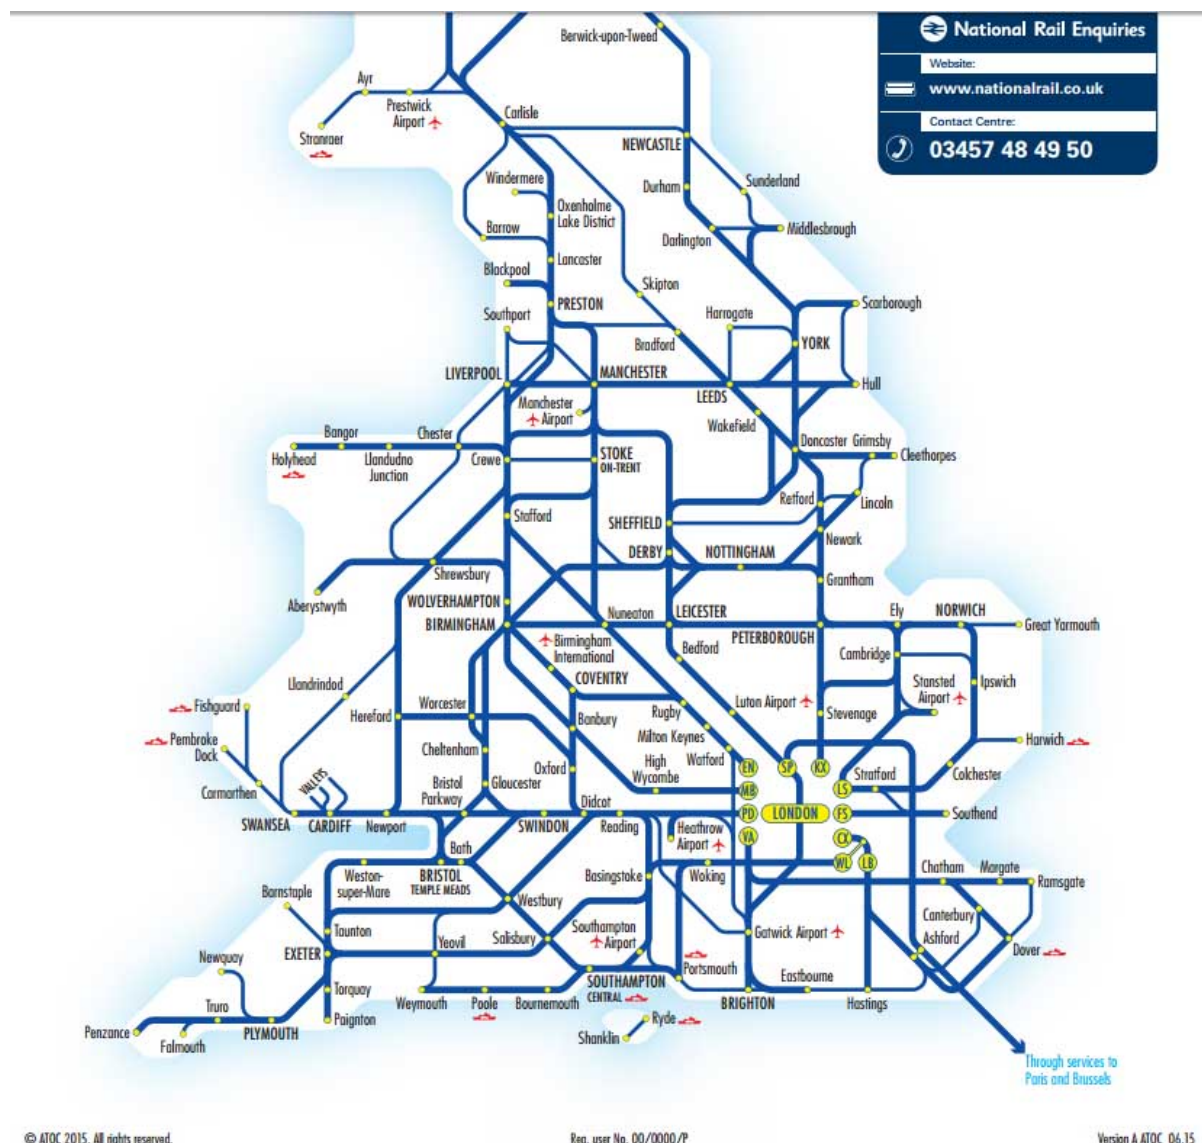 National Rail Enquiries
Website:
www.nationalrail.co.uk
Contact Centre:
03457 48 49 50
Berwick-upon-Tweed
Ayr
Prestwick
Airport
Stranraer
Carlisle
NEWCASTLE
Sunderland
Windermere
Durham
Oxenholme
Lake District
Barrow
Darlington
Middlesbrough
Lancaster
Blackpool
Skipton
PRESTON
Scarborough
Southport
Harrogate
Bradford
YORK
LIVERPOOL
MANCHESTER
LEEDS
Hull
Manchester
Airport
Wakefield
Bangor
Chester
Doncaster
Grimsby
Holyhead
Llandudno
Junction
Crewe
STOKE
ON-TRENT
Cleethorpes
Retford
Lincoln
Stafford
SHEFFIELD
Newark
DERBY
NOTTINGHAM
Shrewsbury
Grantham
Aberystwyth
WOLVERHAMPTON
BIRMINGHAM
Nuneaton
LEICESTER
PETERBOROUGH
Ely
NORWICH
Great Yarmouth
Birmingham
International
Bedford
Cambridge
COVENTRY
Stansted
Airport
Ipswich
Llandrindod
Luton Airport
Fishguard
Hereford
Worcester
Banbury
Rugby
Stevenage
Pembroke
Dock
Milton Keynes
Harwich
Cheltenham
High
Wycombe
Watford
Oxford
EN
SP
KX
Stratford
Colchester
Carmarthen
VALLEYS
Bristol
Parkway
Gloucester
MB
LS
Didcot
SWANSEA
CARDIFF
Newport
SWINDON
Reading
PD
LONDON
FS
Southend
Heathrow
Airport
VA
CX
Bath
WL
LB
Weston-
super-Mare
BRISTOL
TEMPLE MEADS
Basingstoke
Woking
Chatham
Margate
Ramsgate
Barnstaple
Westbury
Canterbury
Taunton
Southampton
Airport
Gatwick Airport
Ashford
Dover
EXETER
Yeovil
Salisbury
Newquay
Portsmouth
Eastbourne
Torquay
Weymouth
Poole
Bournemouth
SOUTHAMPTON
CENTRAL
BRIGHTON
Hastings
Truro
Paignton
Penzance
Falmouth
PLYMOUTH
Ryde
Shanklin
Through services to
Paris and Brussels
© ATOC 2015. All rights reserved.
Reg. user No. 00/0000/P
Version A ATOC 06.15